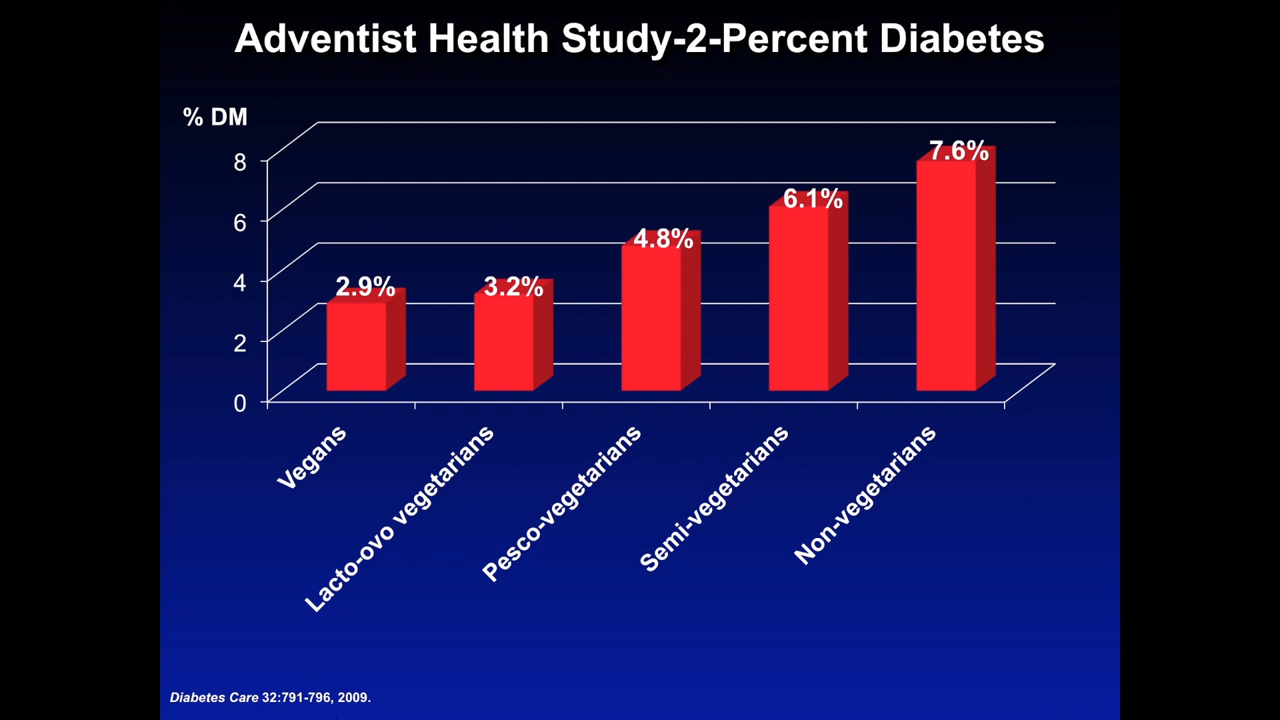 Adventist Health Study-2-Percent Diabetes
% DM
8
6
4
2
0
2.9%
3.2%
4.8%
6.1%
7.6%
Vegans
Lacto-ovo vegetarians
Pesco-vegetarians
Semi-vegetarians
Non-vegetarians
Diabetes Care 32:791-796, 2009.